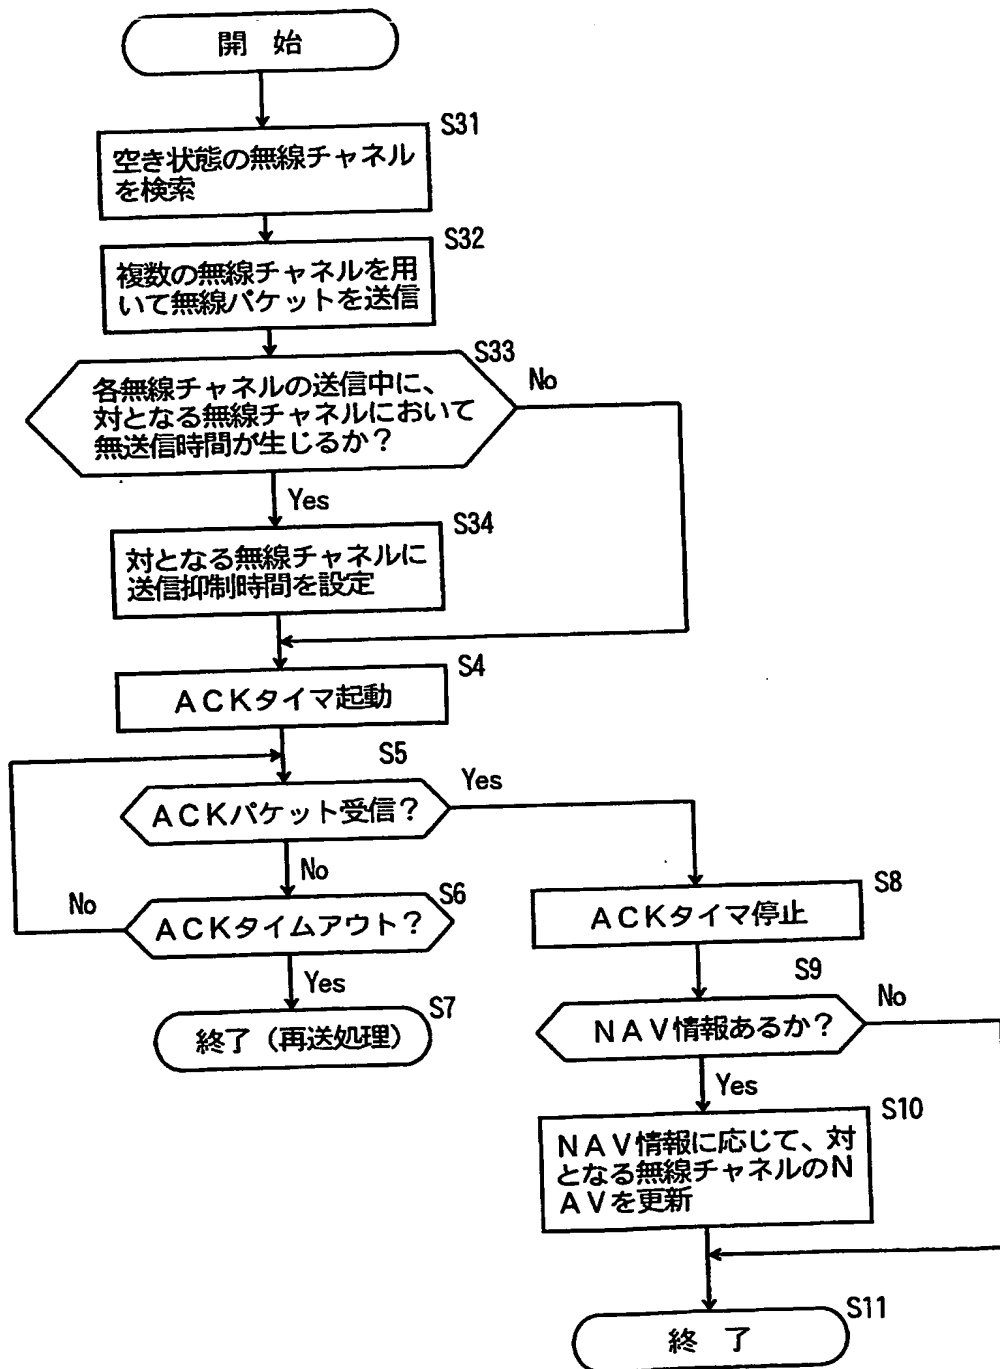 開 始
S31
空き状態の無線チャネル
を検索
S32
複数の無線チャネルを用
いて無線パケットを送信
S33
各無線チャネルの送信中に、
対となる無線チャネルにおいて
無送信時間が生じるか?
No
Yes
S34
対となる無線チャネルに
送信抑制時間を設定
S4
ACKタイマ起動
S5
ACKパケット受信?
Yes
No
S6
ACKタイムアウト?
No
Yes
S7
終了(再送処理)
S8
ACKタイマ停止
S9
NAV情報あるか?
No
Yes
S10
NAV情報に応じて、対
となる無線チャネルのN
AVを更新
S11
終 了